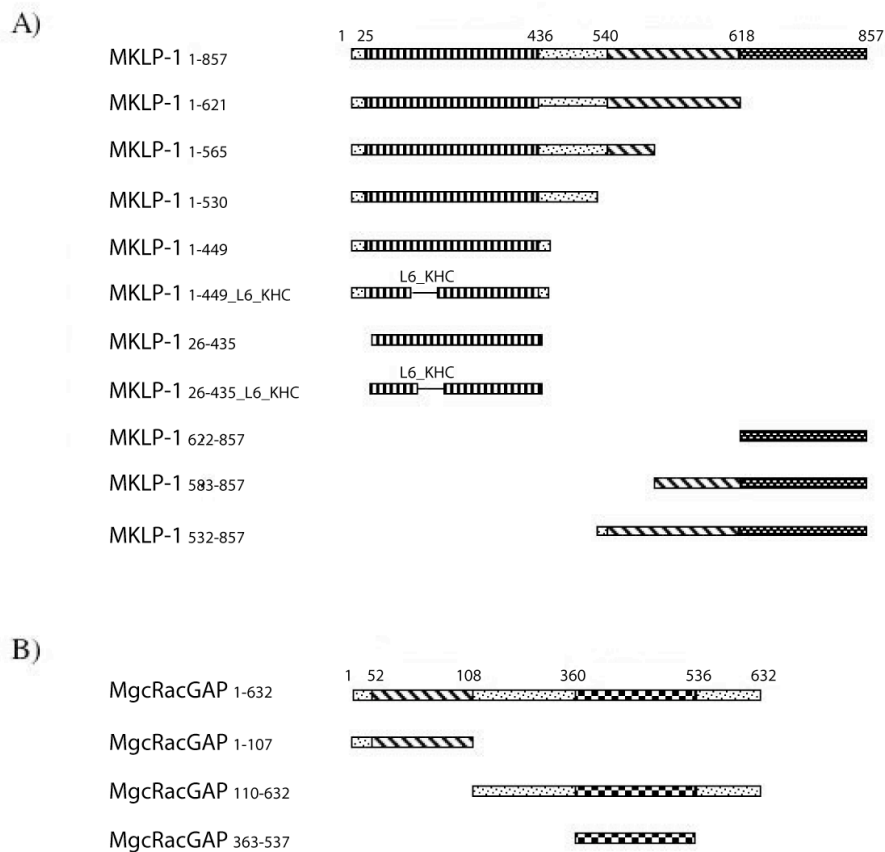 A)
1 25 436 540 618 857
MKLP-1 1-857
MKLP-1 1-621
MKLP-1 1-565
MKLP-1 1-530
MKLP-1 1-449
L6_KHC
MKLP-1 1-449_L6_KHC
MKLP-1 26-435
L6_KHC
MKLP-1 26-435_L6_KHC
MKLP-1 622-857
MKLP-1 583-857
MKLP-1 532-857
B)
1 52 108 360 536 632
MgcRacGAP 1-632
MgcRacGAP 1-107
MgcRacGAP 110-632
MgcRacGAP 363-537